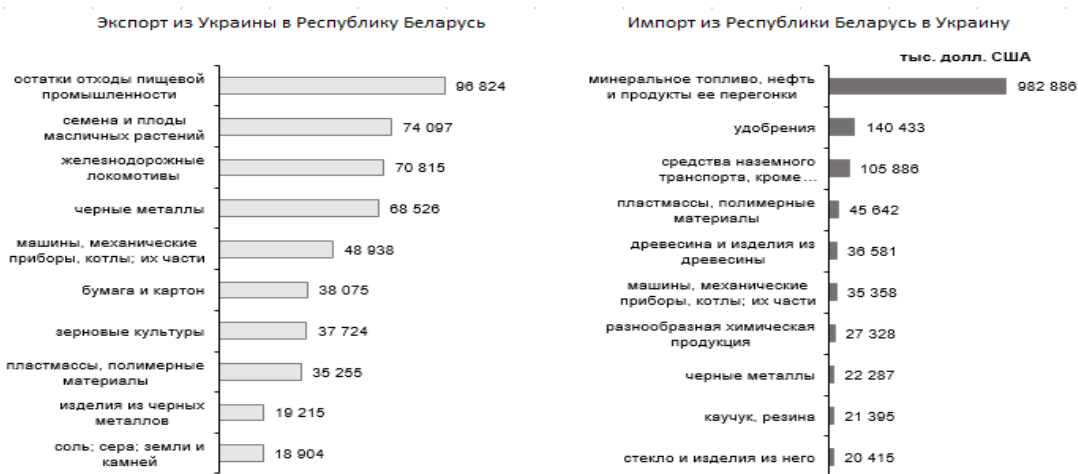 Экспорт из Украины в Республику Беларусь
остатки отходы пищевой
промышленности
96 824
семена и плоды
масличных растений
74 097
железнодорожные
локомотивы
70 815
черные металлы
68 526
машины, механические
приборы, котлы; их части
48 938
бумага и картон
38 075
зерновые культуры
37 724
пластмассы, полимерные
материалы
35 255
изделия из черных
металлов
19 215
соль; сера; земли и
камней
18 904
Импорт из Республики Беларусь в Украину
тыс. долл. США
минеральное топливо, нефть
и продукты ее перегонки
982 886
удобрения
140 433
средства наземного
транспорта, кроме...
105 886
пластмассы, полимерные
материалы
45 642
древесина и изделия из
древесины
36 581
машины, механические
приборы, котлы; их части
35 358
разнообразная химическая
продукция
27 328
черные металлы
22 287
каучук, резина
21 395
стекло и изделия из него
20 415